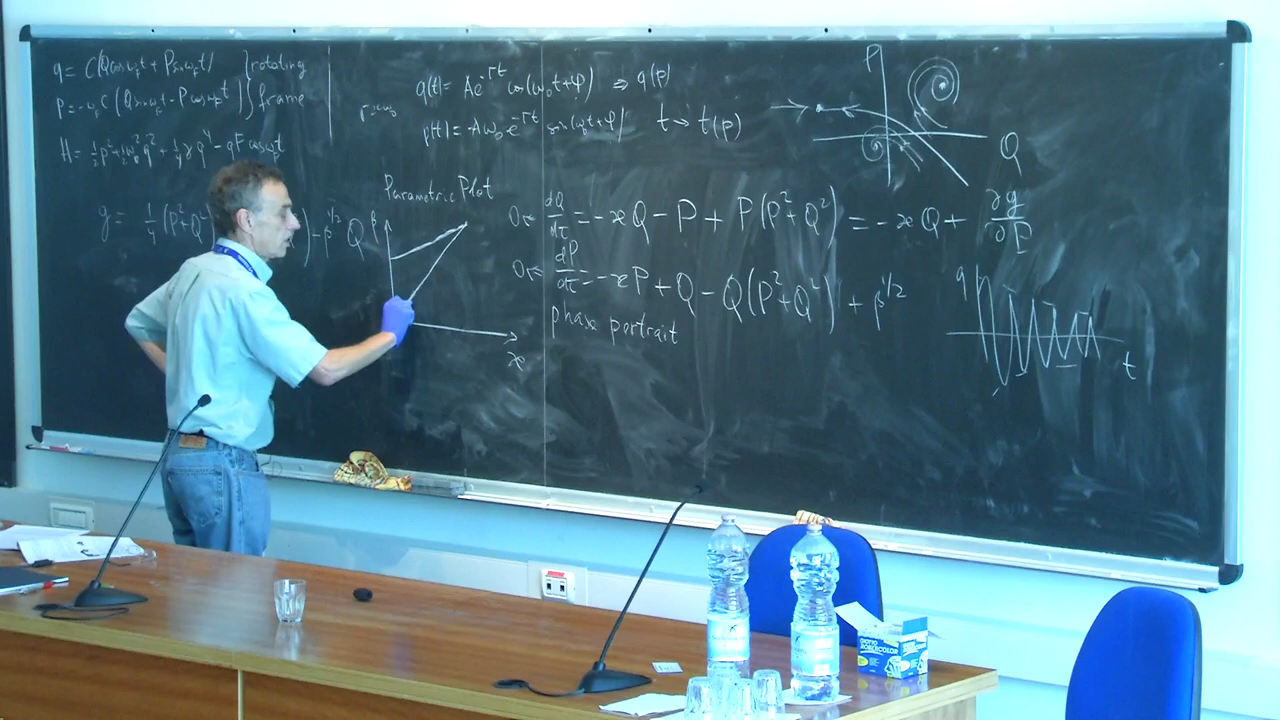 q = C(Q cos ω_F t + P sin ω_F t) } rotating
P = -ω_F C (Q sin ω_F t - P cos ω_F t) } frame
H = ½p² + ½ω₀²q² + ¼γq⁴ - qF cos ω_F t
g = ¼(P²+Q² ) - β^{1/2} Q
q(t) = Ae^{-Γt} cos(ω₀t+φ) ⇒ q(p)
p(t) = -Aω₀e^{-Γt} sin(ω₀t+φ) t → t(p)
Parametric Plot
β
æ
0 = dQ/dτ = -æQ - P + P(P²+Q²) = -æQ + ∂g/∂P
0 = dP/dτ = -æP + Q - Q(P²+Q²) + β^{1/2}
phase portrait
P
Q
q
t
GIOTTO
ROBERCOLOR